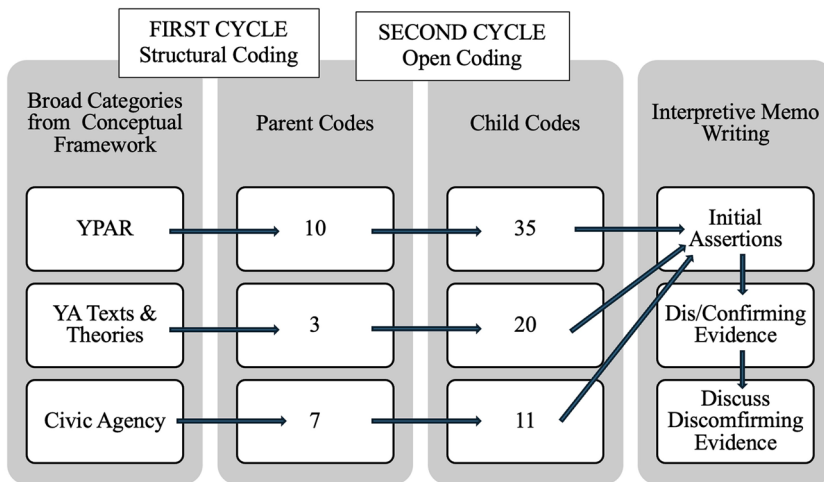 FIRST CYCLE
Structural Coding
SECOND CYCLE
Open Coding
Broad Categories
from Conceptual
Framework
Parent Codes
Child Codes
Interpretive Memo
Writing
YPAR
10
35
Initial
Assertions
YA Texts &
Theories
3
20
Dis/Confirming
Evidence
Civic Agency
7
11
Discuss
Discomfirming
Evidence